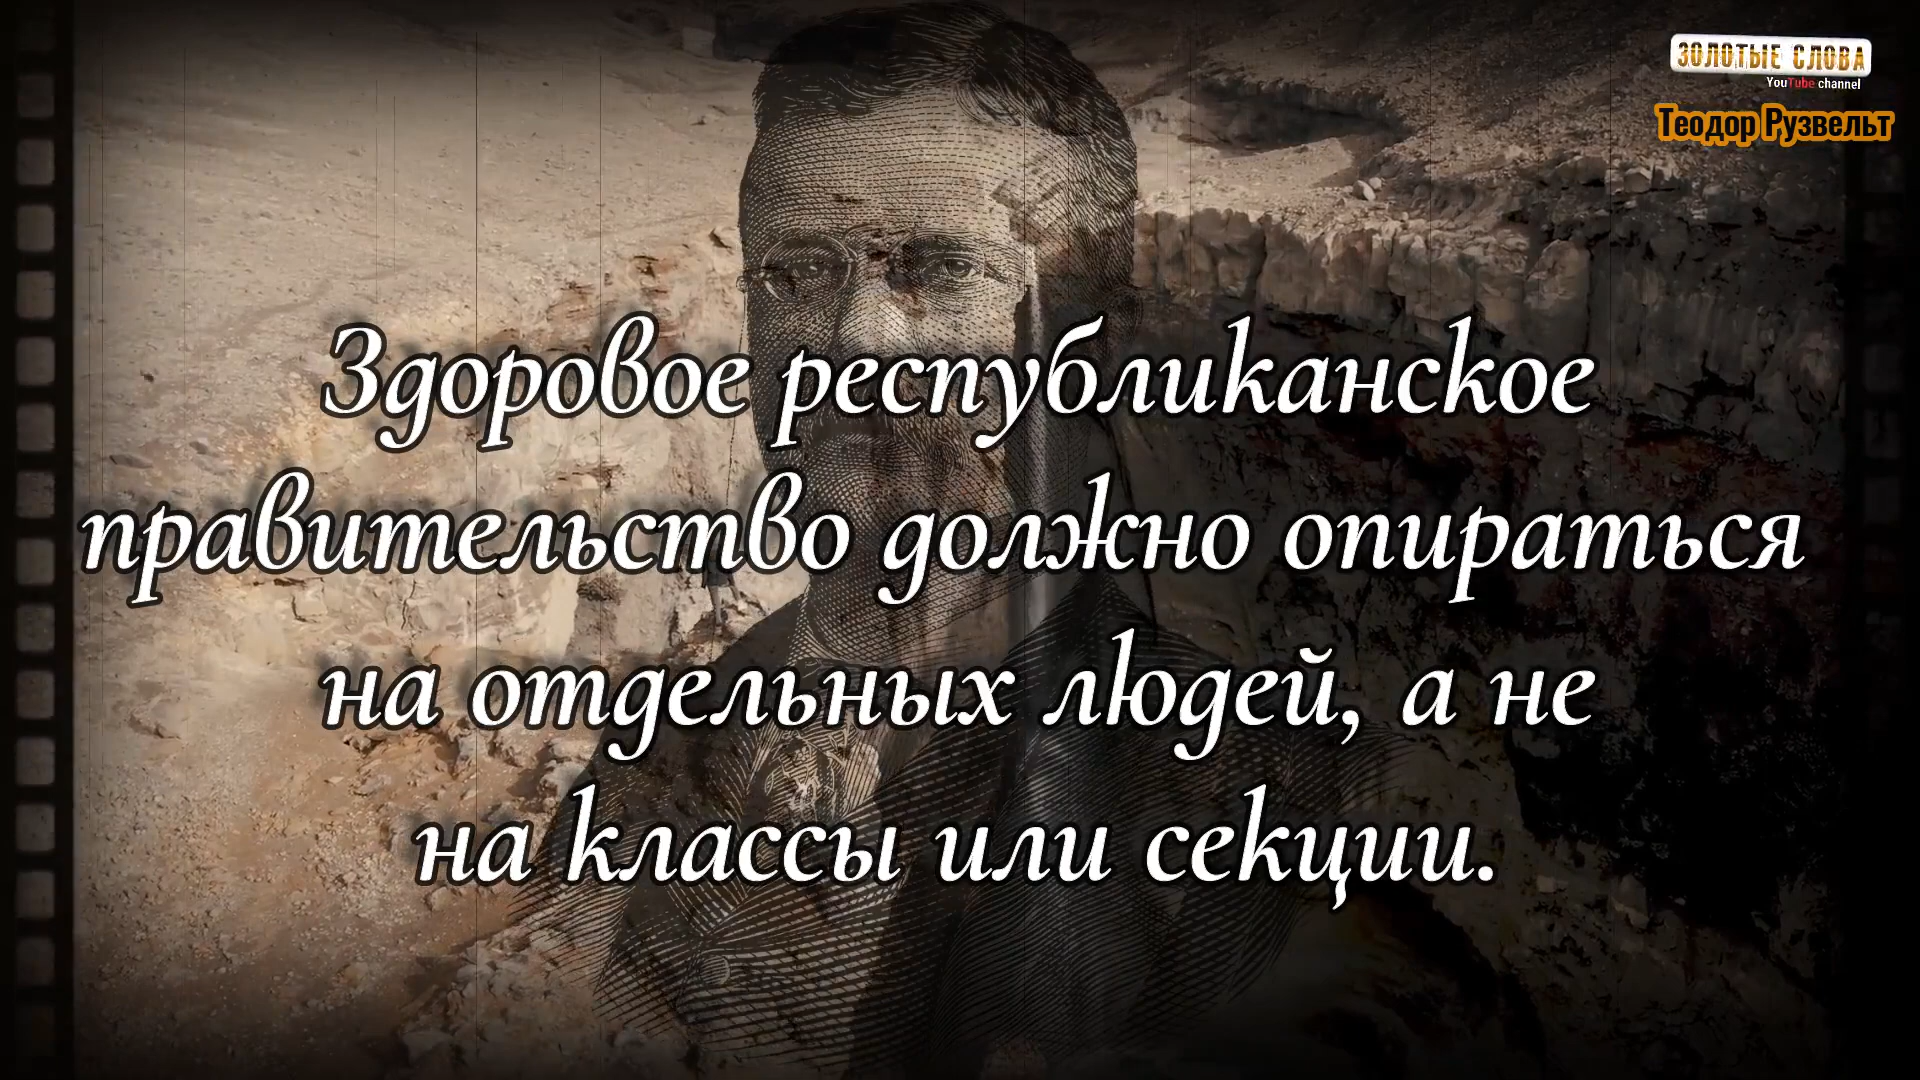 ЗОЛОТЫЕ СЛОВА
YouTube channel
Теодор Рузвельт
Здоровое республиканское
правительство должно опираться
на отдельных людей, а не
на классы или секции.